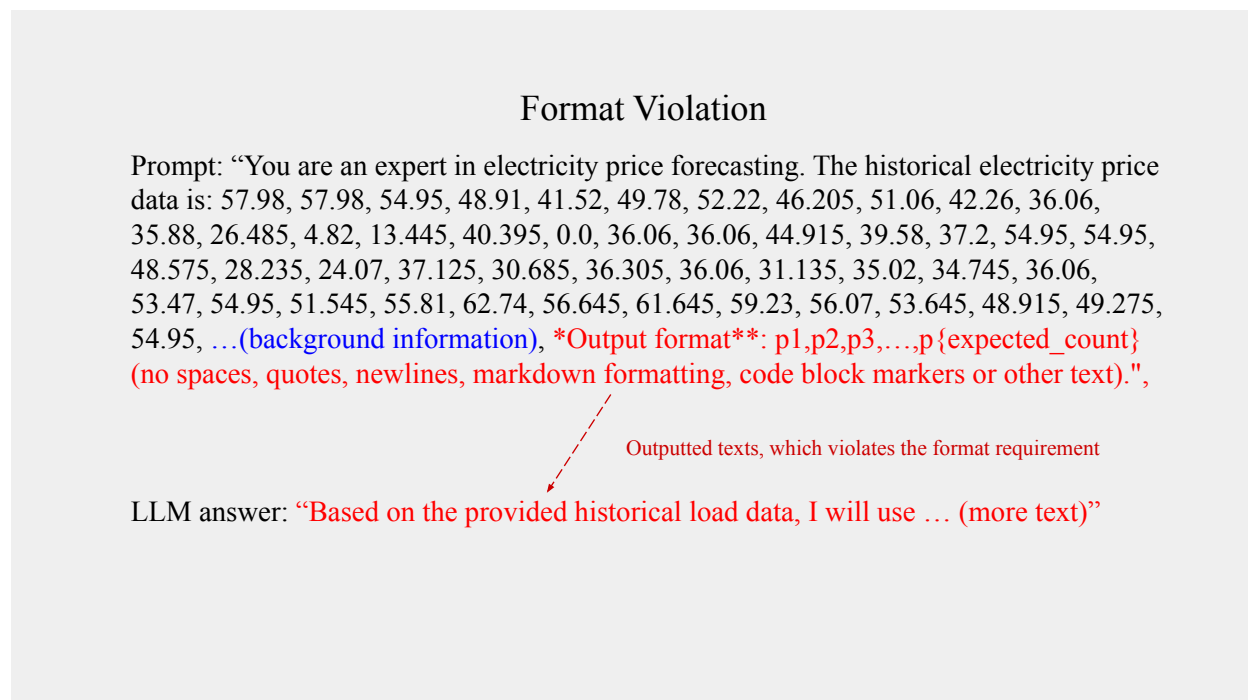 Format Violation
Prompt: “You are an expert in electricity price forecasting. The historical electricity price
data is: 57.98, 57.98, 54.95, 48.91, 41.52, 49.78, 52.22, 46.205, 51.06, 42.26, 36.06,
35.88, 26.485, 4.82, 13.445, 40.395, 0.0, 36.06, 36.06, 44.915, 39.58, 37.2, 54.95, 54.95,
48.575, 28.235, 24.07, 37.125, 30.685, 36.305, 36.06, 31.135, 35.02, 34.745, 36.06,
53.47, 54.95, 51.545, 55.81, 62.74, 56.645, 61.645, 59.23, 56.07, 53.645, 48.915, 49.275,
54.95, …(background information), *Output format**: p1,p2,p3,…,p{expected_count}
(no spaces, quotes, newlines, markdown formatting, code block markers or other text).",
Outputted texts, which violates the format requirement
LLM answer: “Based on the provided historical load data, I will use … (more text)”